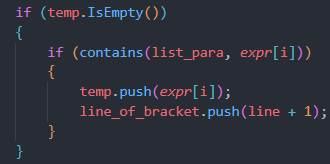 if (temp.IsEmpty())
{
if (contains(list_para, expr[i]))
{
temp.push(expr[i]);
line_of_bracket.push(line + 1);
}
}